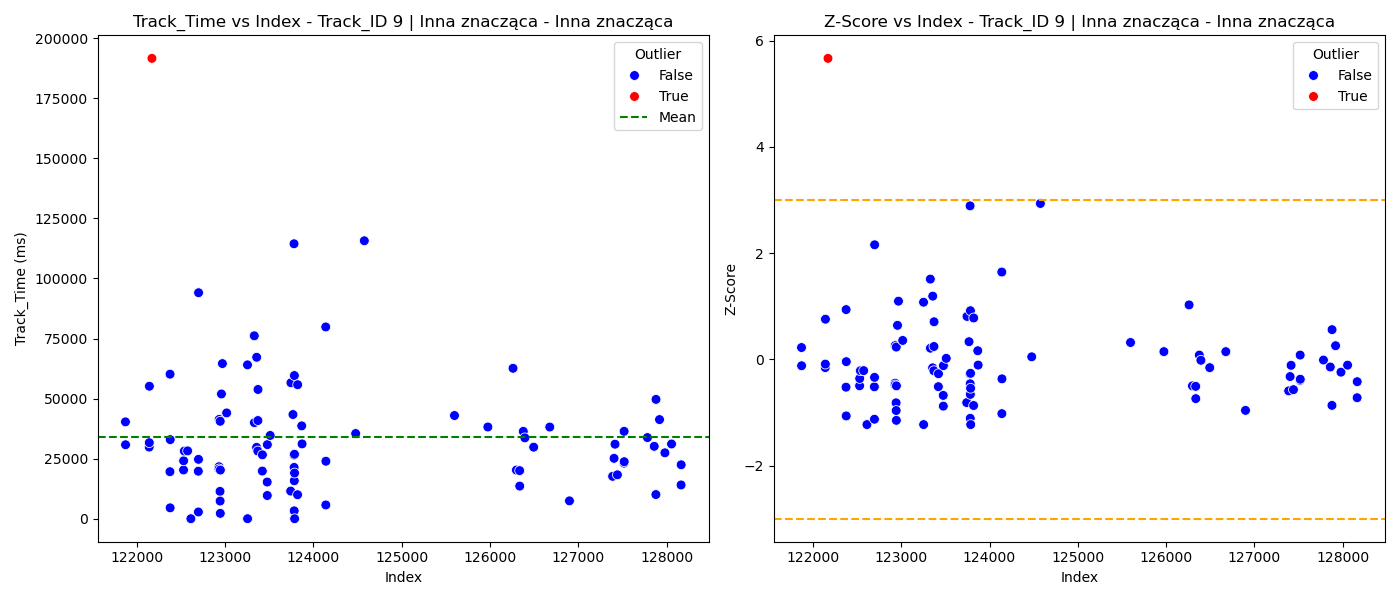 Track_Time vs Index - Track_ID 9 | Inna znacząca - Inna znacząca
200000
175000
150000
125000
100000
75000
50000
25000
0
Track_Time (ms)
122000 123000 124000 125000 126000 127000 128000
Index
Outlier
False
True
Mean
Z-Score vs Index - Track_ID 9 | Inna znacząca - Inna znacząca
6
4
2
0
−2
Z-Score
122000 123000 124000 125000 126000 127000 128000
Index
Outlier
False
True